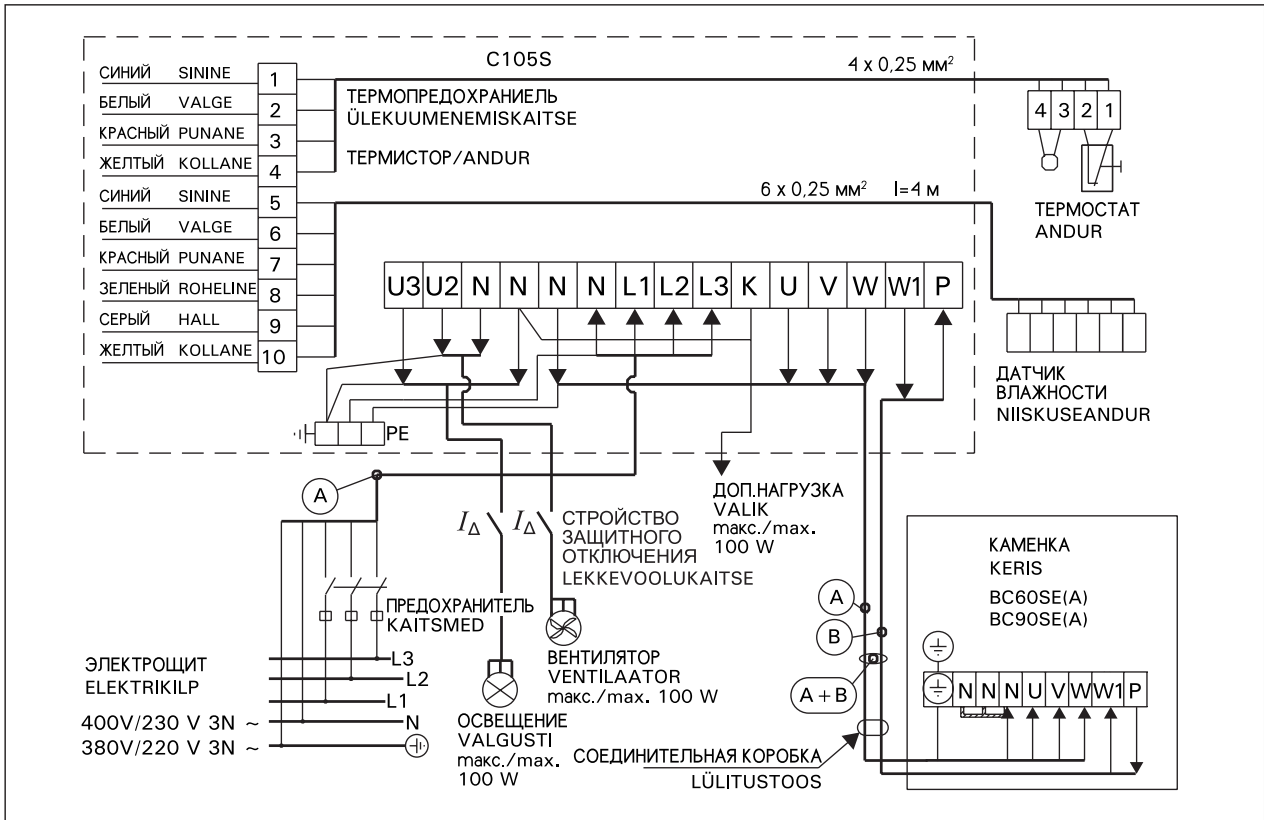 C105S
4 x 0,25 мм²
СИНИЙ SININE 1
БЕЛЫЙ VALGE 2
КРАСНЫЙ PUNANE 3
ЖЕЛТЫЙ KOLLANE 4
СИНИЙ SININE 5
БЕЛЫЙ VALGE 6
КРАСНЫЙ PUNANE 7
ЗЕЛЕНЫЙ ROHELINE 8
СЕРЫЙ HALL 9
ЖЕЛТЫЙ KOLLANE 10
ТЕРМОПРЕДОХРАНИЕЛЬ
ÜLEKUUMENEMISKAITSE
ТЕРМИСТОР/ANDUR
4 3 2 1
ТЕРМОСТАТ
ANDUR
6 x 0,25 мм² l=4 м
U3 U2 N N N N L1 L2 L3 K U V W W1 P
ДАТЧИК
ВЛАЖНОСТИ
NIISKUSEANDUR
PE
A
I∆ I∆
СТРОЙСТВО
ЗАЩИТНОГО
ОТКЛЮЧЕНИЯ
LEKKEVOOLUKAITSE
ДОП.НАГРУЗКА
VALIK
макс./max.
100 W
ПРЕДОХРАНИТЕЛЬ
KAITSMED
ЭЛЕКТРОЩИТ
ELEKTRIKILP
L3
L2
L1
400V/230 V 3N ~ N
380V/220 V 3N ~
ВЕНТИЛЯТОР
VENTILAATOR
макс./max. 100 W
ОСВЕЩЕНИЕ
VALGUSTI
макс./max.
100 W
A
B
A + B
СОЕДИНИТЕЛЬНАЯ КОРОБКА
LÜLITUSTOOS
КАМЕНКА
KERIS
BC60SE(A)
BC90SE(A)
N N N U V W W1 P